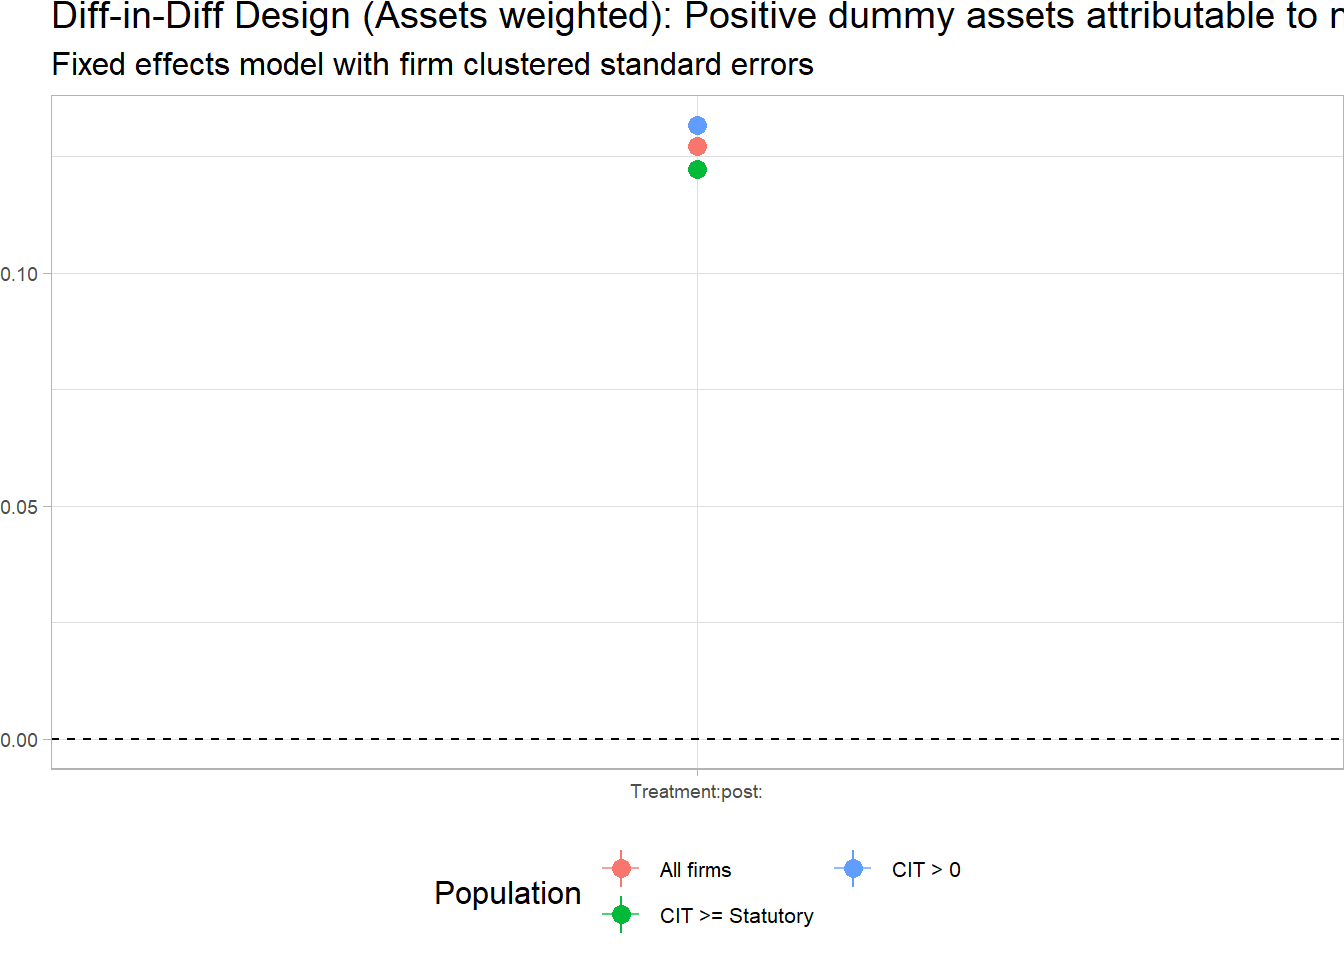 Diff-in-Diff Design (Assets weighted): Positive dummy assets attributable to
Fixed effects model with firm clustered standard errors
0.10
0.05
0.00
Treatment:post:
Population
All firms
CIT > 0
CIT >= Statutory